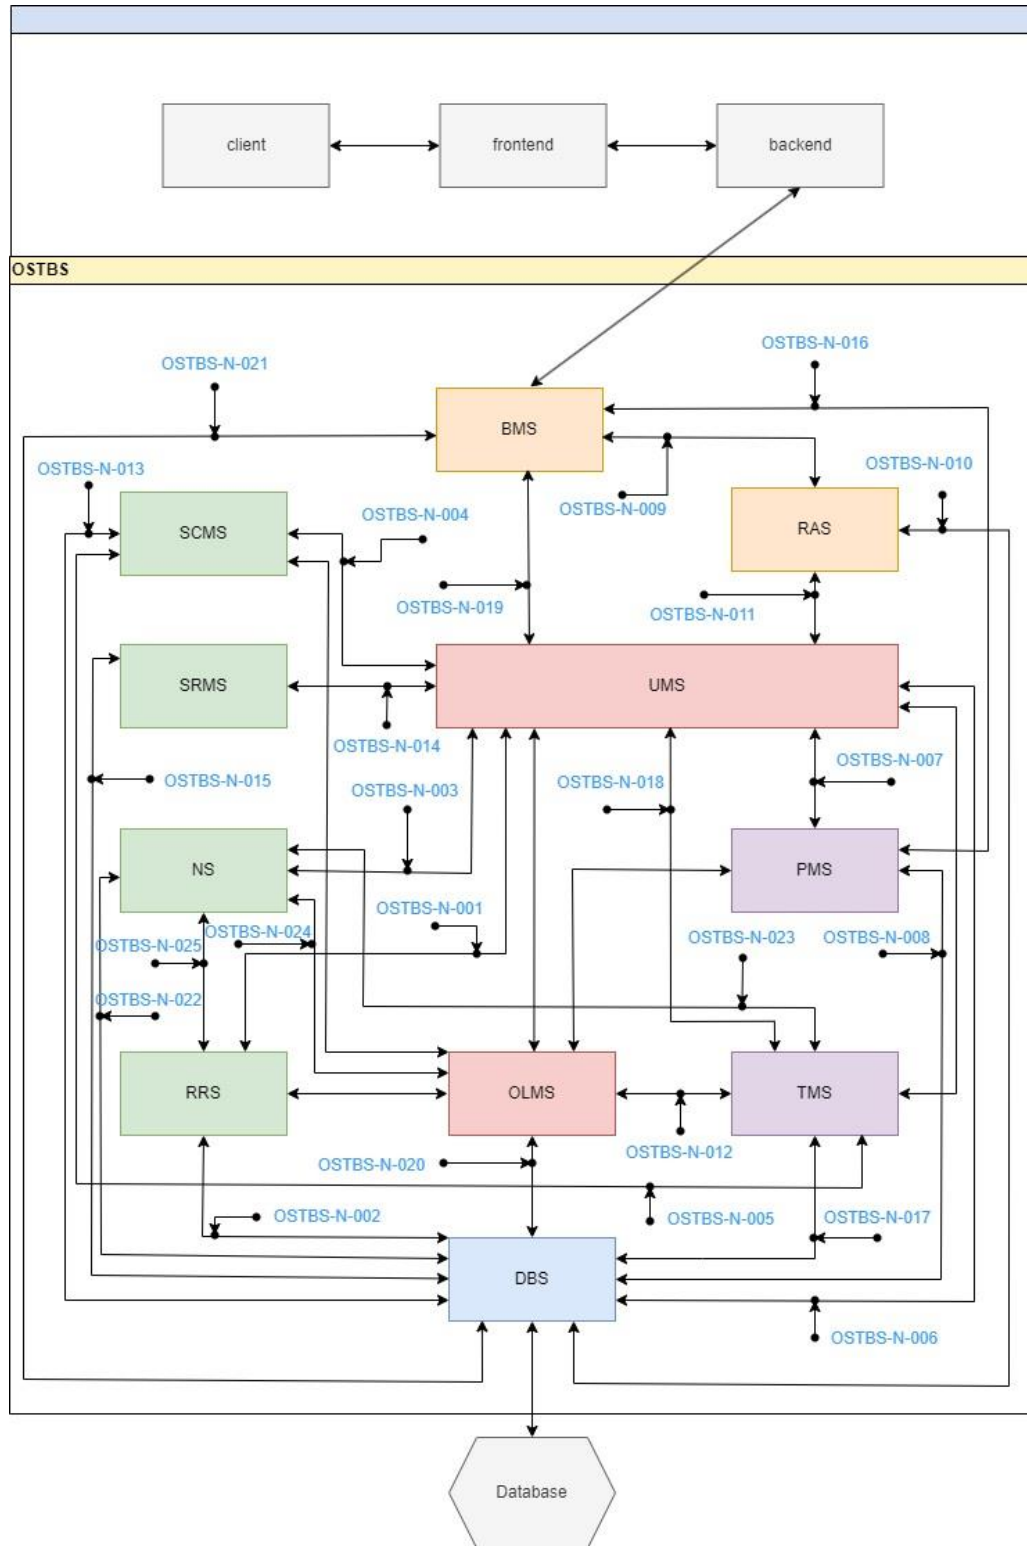 client
frontend
backend
OSTBS
OSTBS-N-016
OSTBS-N-021
BMS
OSTBS-N-013
OSTBS-N-010
OSTBS-N-004
OSTBS-N-009
SCMS
RAS
OSTBS-N-019
OSTBS-N-011
SRMS
UMS
OSTBS-N-014
OSTBS-N-007
OSTBS-N-015
OSTBS-N-018
OSTBS-N-003
NS
PMS
OSTBS-N-001
OSTBS-N-024
OSTBS-N-023
OSTBS-N-025
OSTBS-N-008
OSTBS-N-022
RRS
OLMS
TMS
OSTBS-N-020
OSTBS-N-012
OSTBS-N-002
OSTBS-N-005
OSTBS-N-017
DBS
OSTBS-N-006
Database